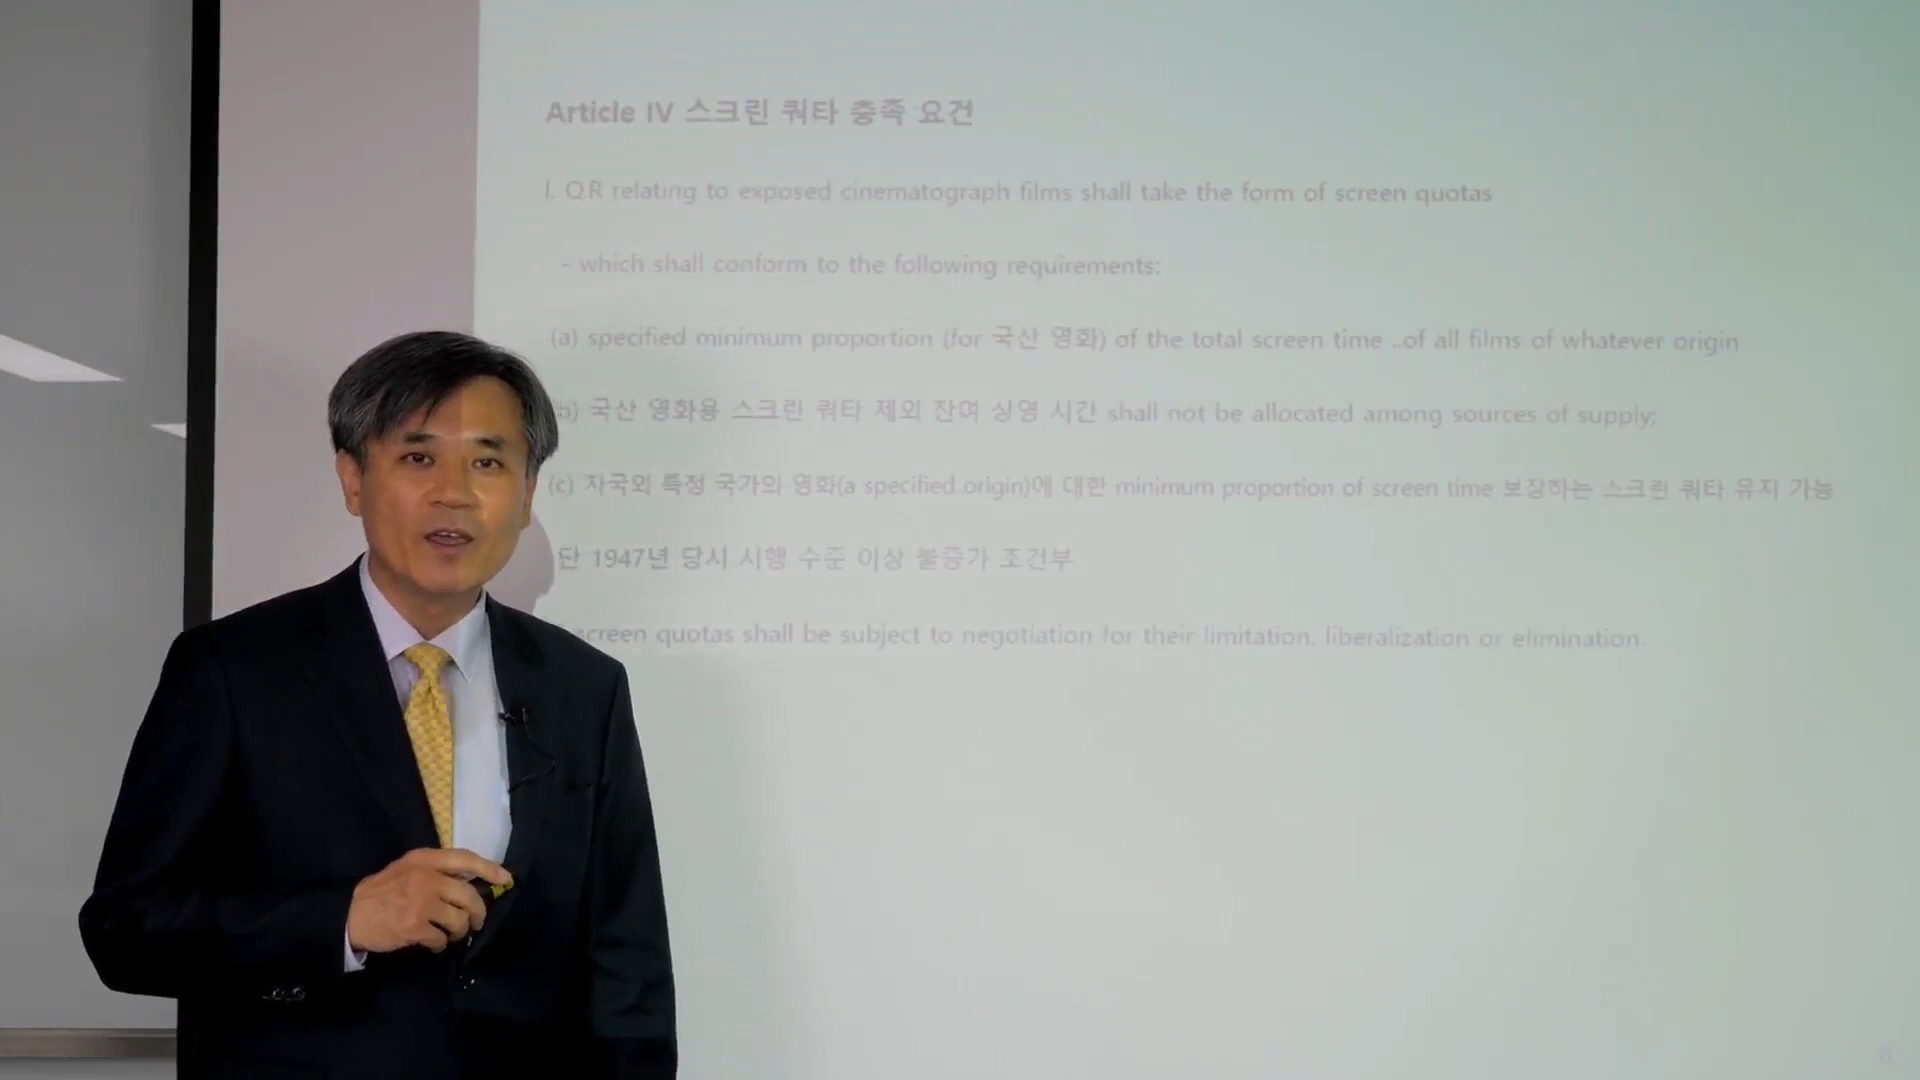 Article IV 스크린 쿼타 충족 요건
I. Q.R relating to exposed cinematograph films shall take the form of screen quotas
- which shall conform to the following requirements:
(a) specified minimum proportion (for 국산 영화) of the total screen time ..of all films of whatever origin
b) 국산 영화용 스크린 쿼타 제외 잔여 상영 시간 shall not be allocated among sources of supply;
(c) 자국외 특정 국가의 영화(a specified origin)에 대한 minimum proportion of screen time 보장하는 스크린 쿼타 유지 가능
단 1947년 당시 시행 수준 이상 불증가 조건부
screen quotas shall be subject to negotiation for their limitation, liberalization or elimination.